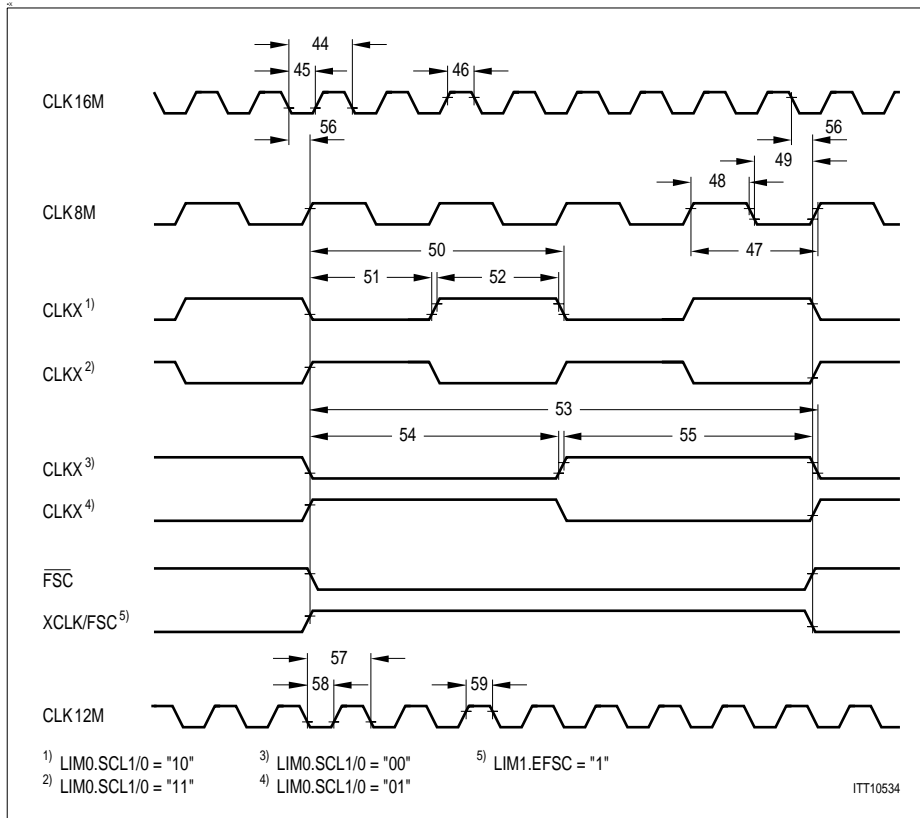 44
45
46
CLK16M
56
56
49
48
CLK8M
50
47
51
52
CLKX 1)
CLKX 2)
53
54
55
CLKX 3)
CLKX 4)
FSC
XCLK/FSC 5)
57
58
59
CLK12M
1) LIM0.SCL1/0 = "10"
3) LIM0.SCL1/0 = "00"
5) LIM1.EFSC = "1"
2) LIM0.SCL1/0 = "11"
4) LIM0.SCL1/0 = "01"
ITT10534